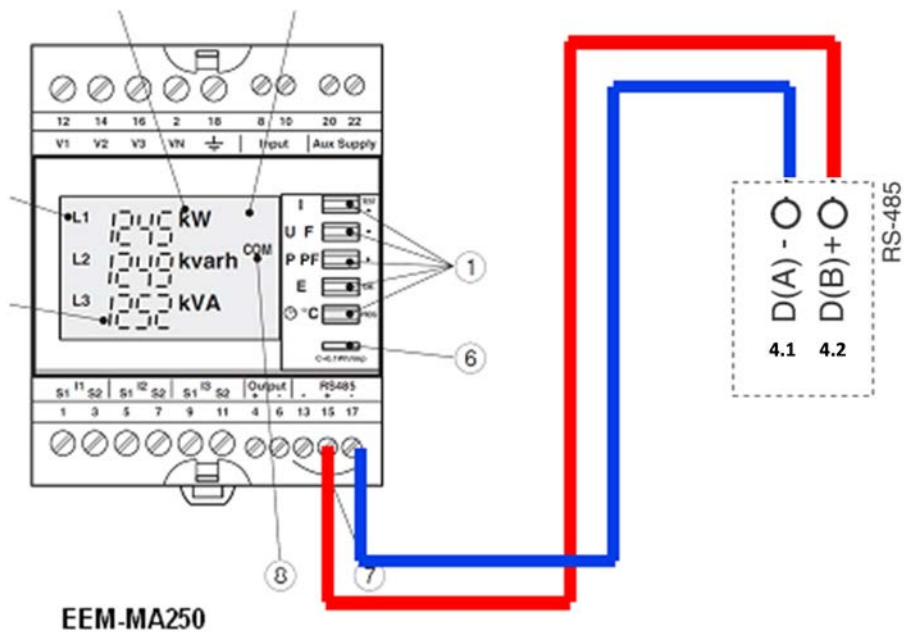 12 14 16 2 18 8 10 20 22
V1 V2 V3 VN Input Aux Supply
L1 1245 kW
L2 1249 kvarh COM
L3 1252 kVA
I
U F -
P PF
E
°C
1
6
S1 I1 S2 S1 I2 S2 S1 I3 S2 Output RS485
+ - - + -
1 3 5 7 9 11 4 6 13 15 17
8
7
EEM-MA250
D(A) -
D(B) +
4.1 4.2
RS-485